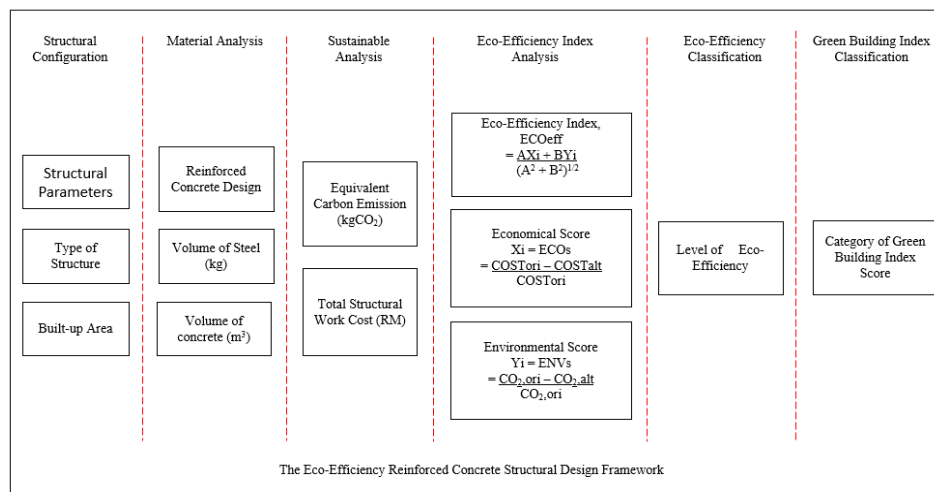 Structural
Configuration
Material Analysis
Sustainable
Analysis
Eco-Efficiency Index
Analysis
Eco-Efficiency
Classification
Green Building Index
Classification
Structural
Parameters
Type of
Structure
Built-up Area
Reinforced
Concrete Design
Volume of Steel
(kg)
Volume of
concrete (m³)
Equivalent
Carbon Emission
(kgCO₂)
Total Structural
Work Cost (RM)
Eco-Efficiency Index,
ECOeff
= AXi + BYi
(A² + B²)^1/2
Economical Score
Xi = ECOs
= COSTori – COSTalt
COSTori
Environmental Score
Yi = ENVs
= CO₂,ori – CO₂,alt
CO₂,ori
Level of Eco-
Efficiency
Category of Green
Building Index
Score
The Eco-Efficiency Reinforced Concrete Structural Design Framework